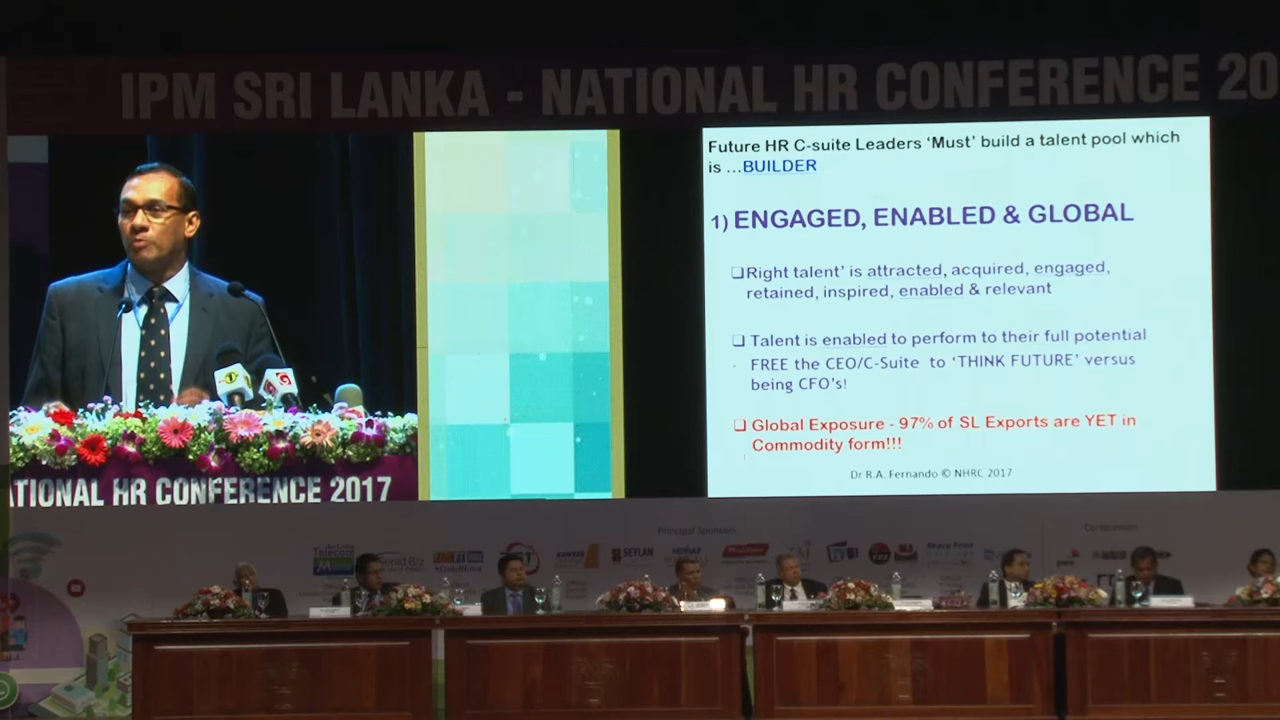 IPM SRI LANKA - NATIONAL HR CONFERENCE 20
Future HR C-suite Leaders ‘Must’ build a talent pool which
is ...BUILDER
1) ENGAGED, ENABLED & GLOBAL
❑Right talent’ is attracted, acquired, engaged,
retained, inspired, enabled & relevant
❑ Talent is enabled to perform to their full potential
- FREE the CEO/C-Suite to ‘THINK FUTURE’ versus
being CFO’s!
❑ Global Exposure - 97% of SL Exports are YET in
Commodity form!!!
Dr R.A. Fernando © NHRC 2017
ATIONAL HR CONFERENCE 2017
Principal Sponsors
Telecom
SEYLAN